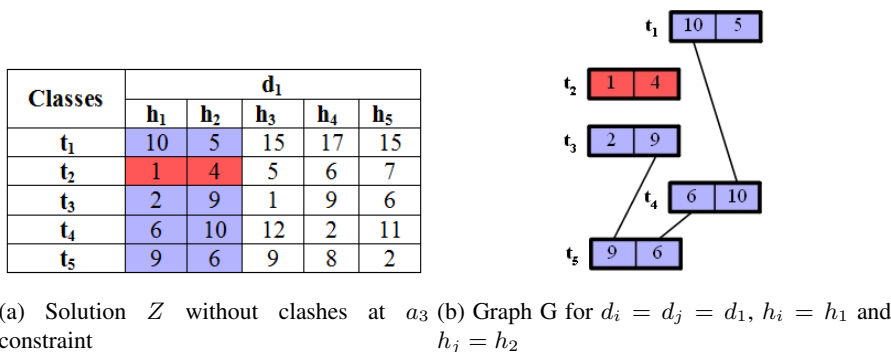 Classes d₁
h₁ h₂ h₃ h₄ h₅
t₁ 10 5 15 17 15
t₂ 1 4 5 6 7
t₃ 2 9 1 9 6
t₄ 6 10 12 2 11
t₅ 9 6 9 8 2
t₁ 10 5
t₂ 1 4
t₃ 2 9
t₄ 6 10
t₅ 9 6
(a) Solution Z without clashes at a₃
constraint
(b) Graph G for dᵢ = dⱼ = d₁, hᵢ = h₁ and
hⱼ = h₂